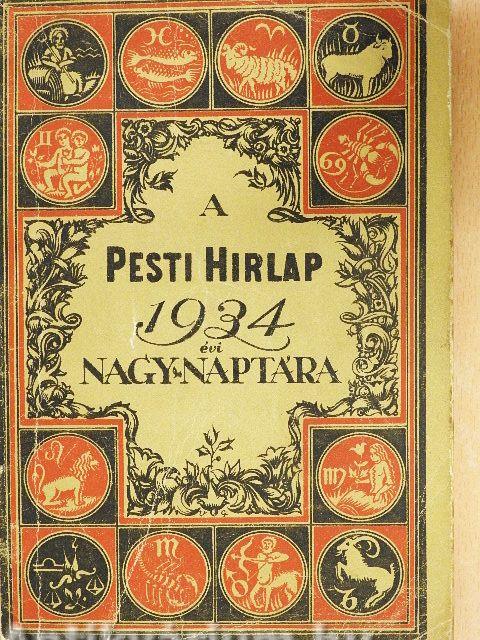 A
PESTI HIRLAP
1934
évi
NAGY NAPTÁRA